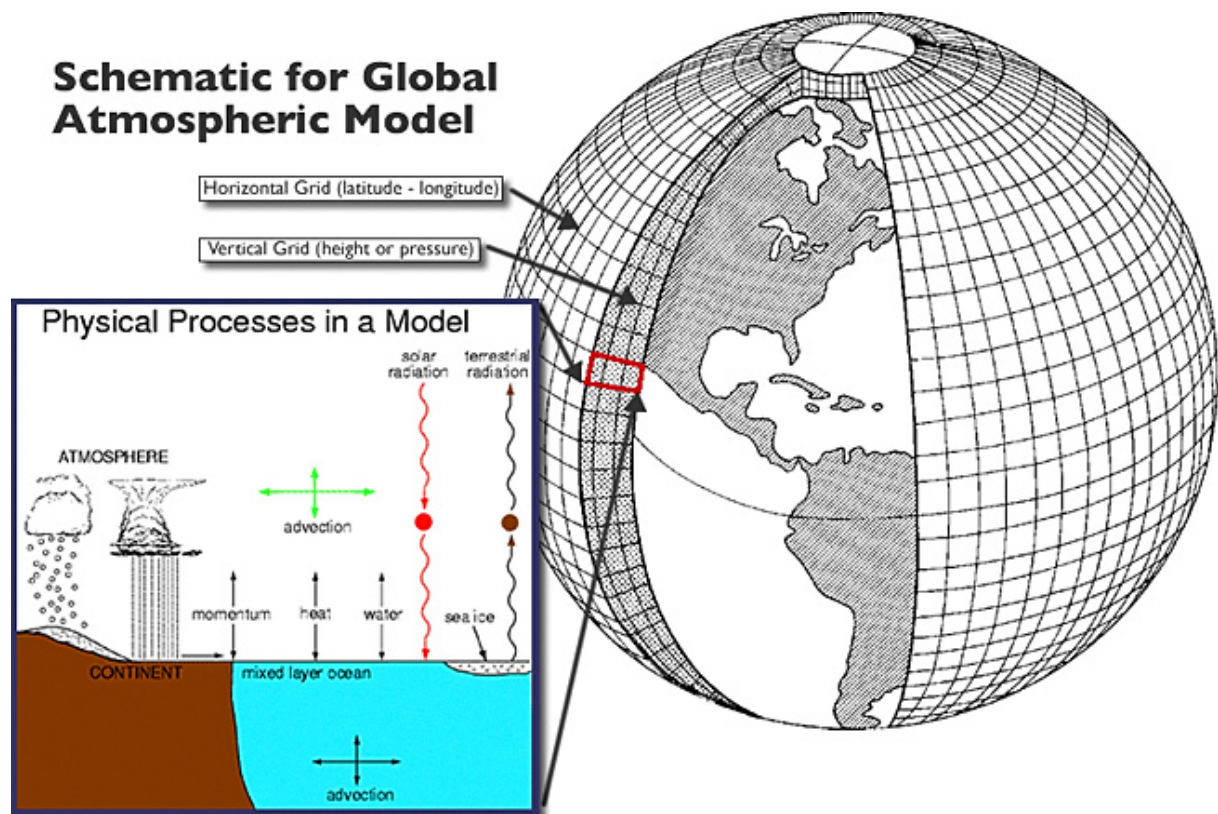 Schematic for Global
Atmospheric Model
Horizontal Grid (latitude - longitude)
Vertical Grid (height or pressure)
Physical Processes in a Model
solar
radiation
terrestrial
radiation
ATMOSPHERE
advection
momentum
heat
water
sea ice
CONTINENT
mixed layer ocean
advection